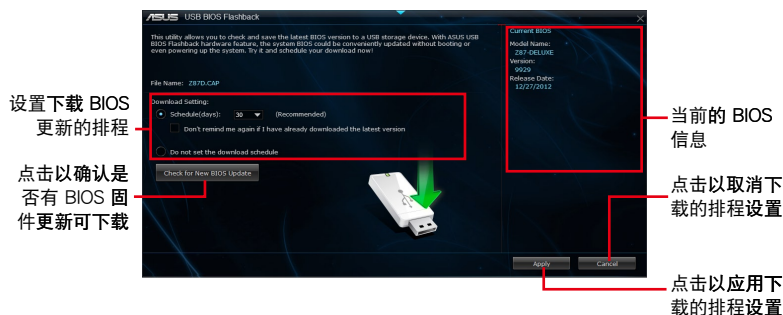 ASUS USB BIOS Flashback
This utility allows you to check and save the latest BIOS version to a USB storage device. With ASUS USB
BIOS Flashback hardware feature, the system BIOS could be conveniently updated without booting or
even powering up the system. Try it and schedule your download now!
File Name: Z87D.CAP
Download Setting:
Schedule(days): 30 (Recommended)
Don't remind me again if I have already downloaded the latest version
Do not set the download schedule
Check for New BIOS Update
Current BIOS
Model Name:
Z87-DELUXE
Version:
9929
Release Date:
12/27/2012
Apply
Cancel
设置下载 BIOS
更新的排程
点击以确认是
否有 BIOS 固
件更新可下载
当前的 BIOS
信息
点击以取消下
载的排程设置
点击以应用下
载的排程设置